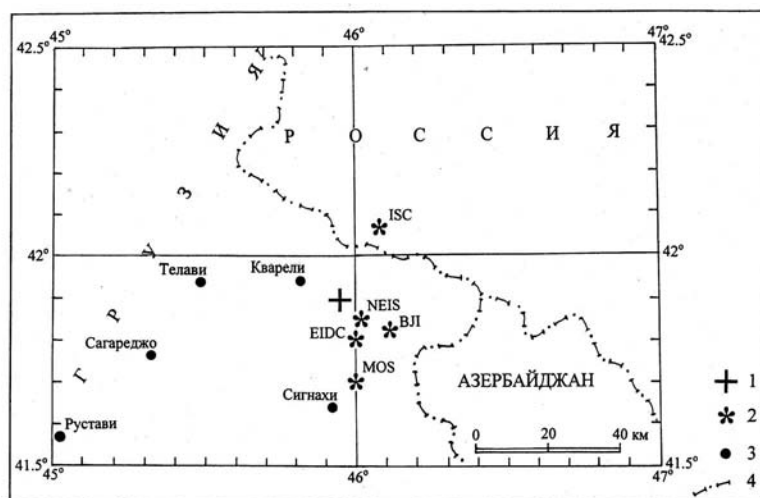 45° 46° 47°
42.5° 42.5°
Г Р У З И Я
Р О С С И Я
ISC
42° 42°
Телави
Кварели
NEIS
BJI
EIDC
Сагареджо
MOS
АЗЕРБАЙДЖАН
Сигнахи
Рустави
0 20 40 км
41.5° 41.5°
45° 46° 47°
1
2
3
4